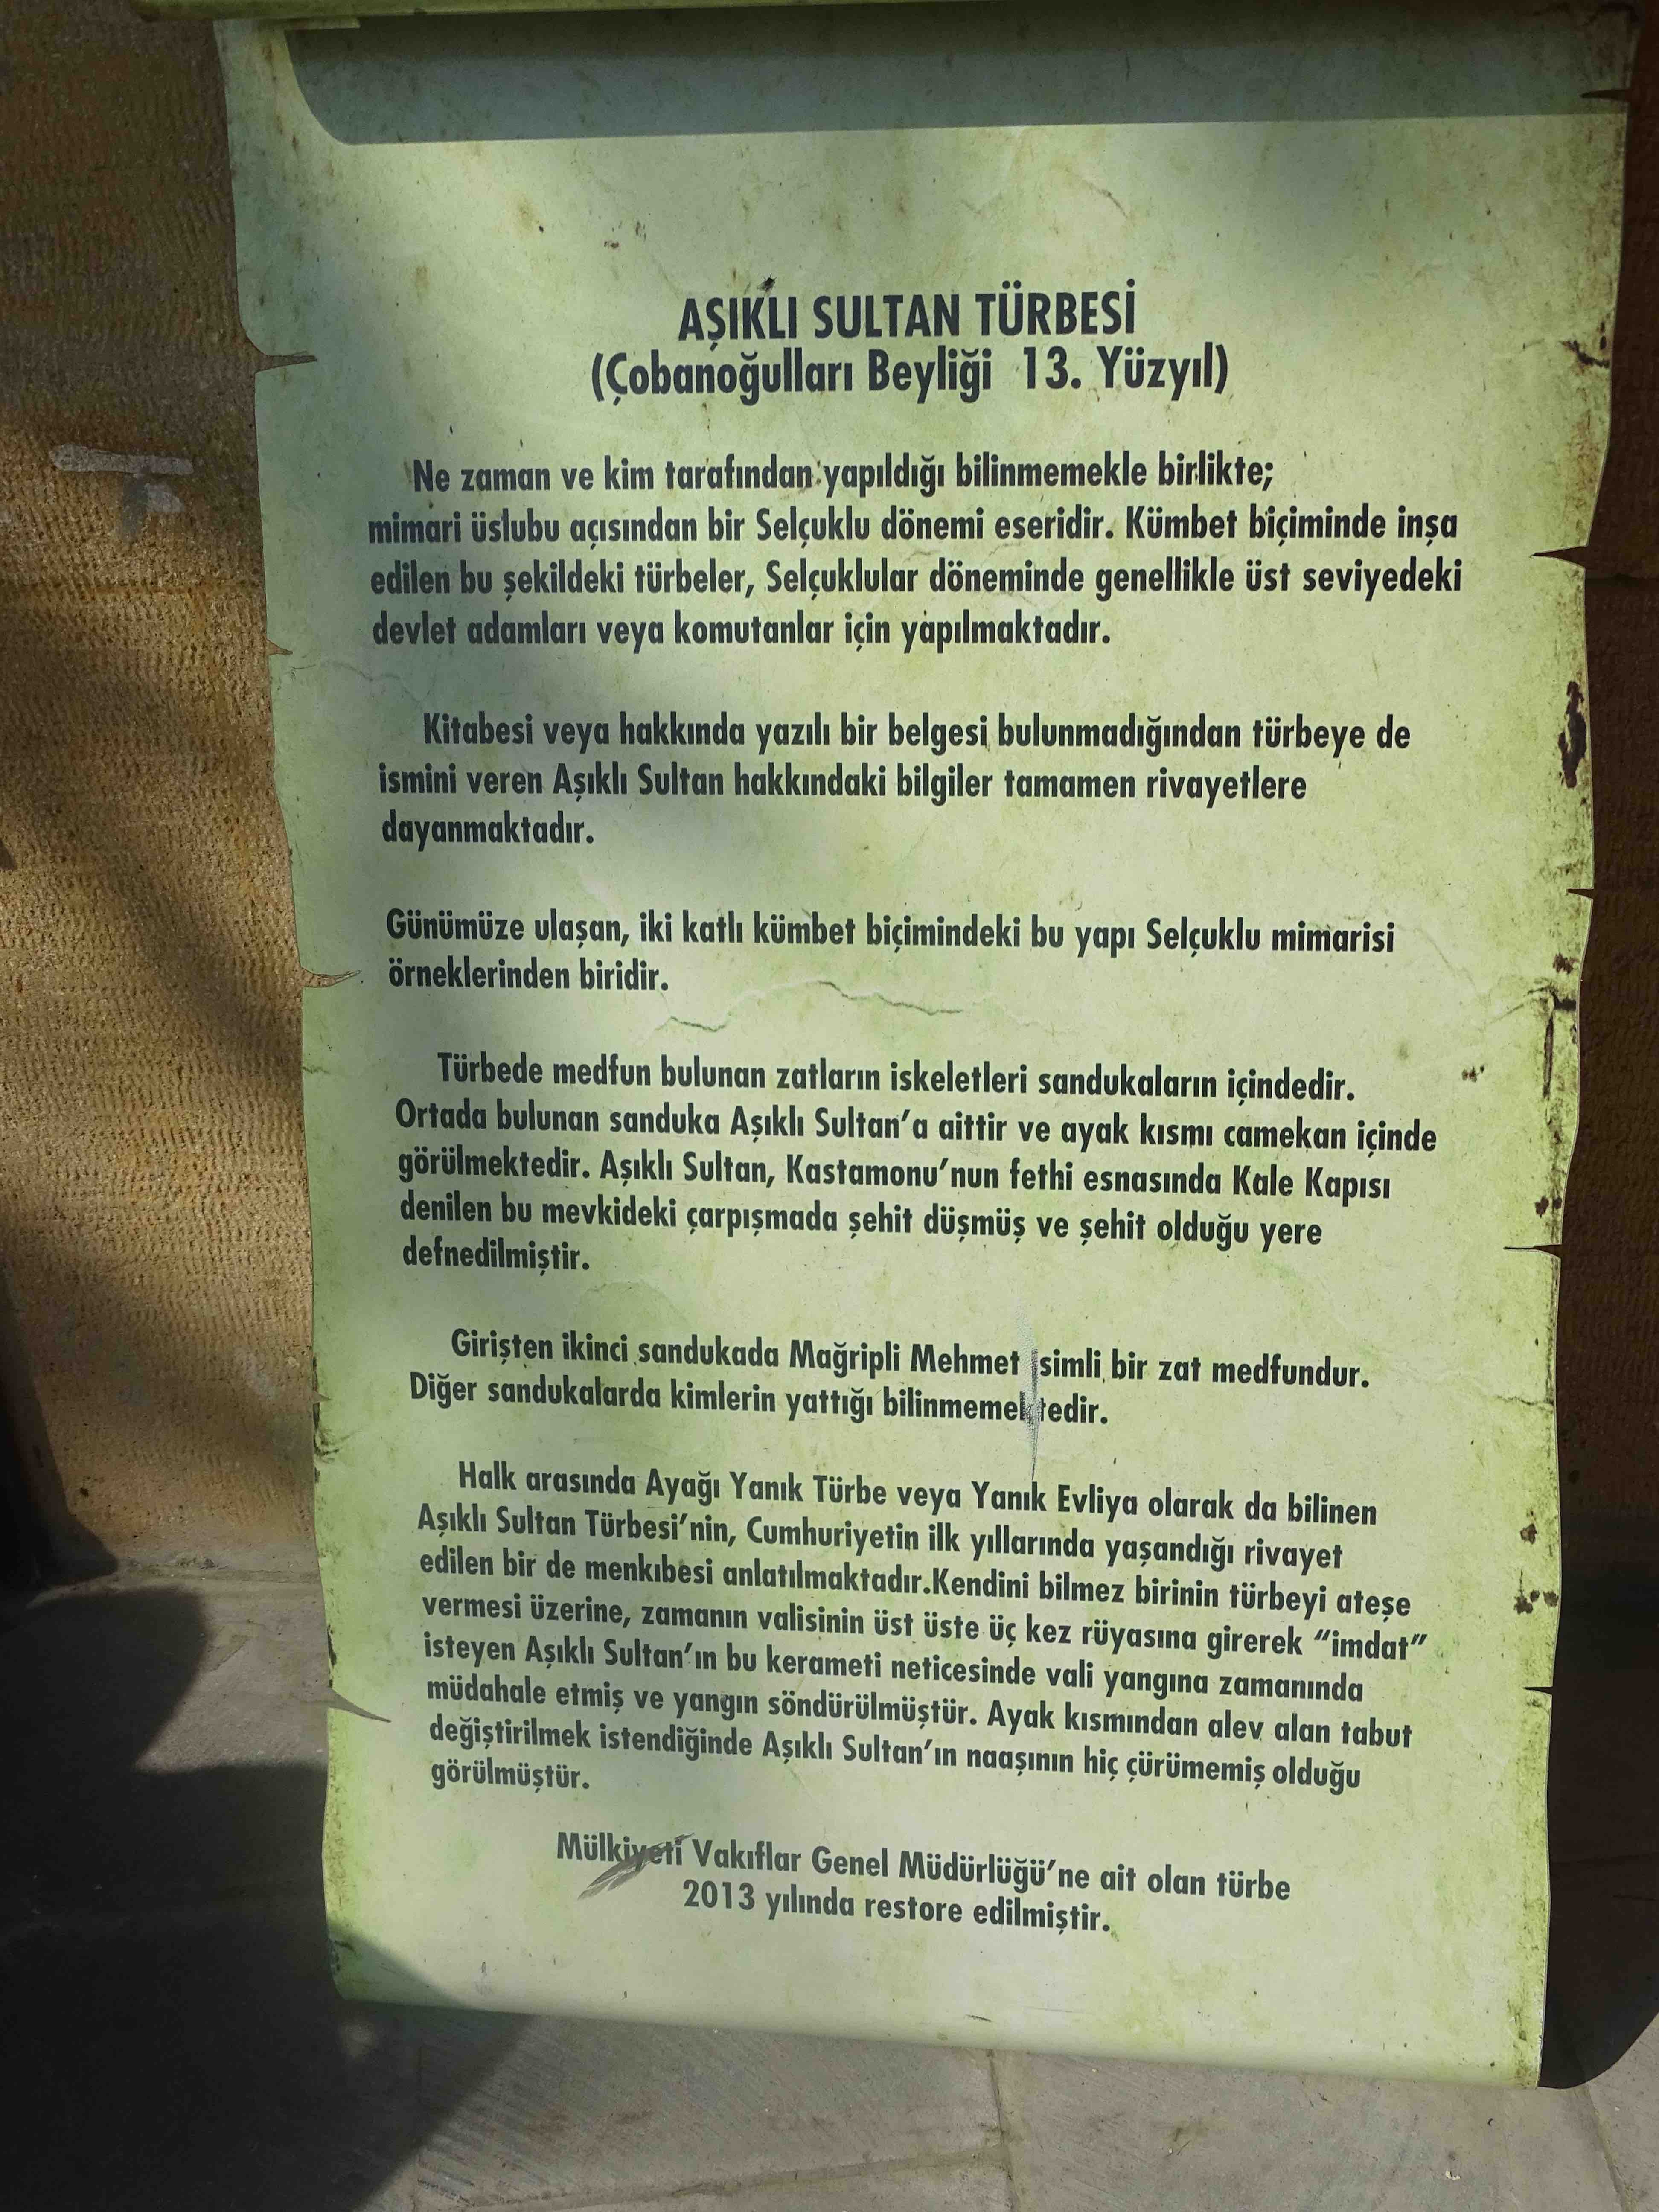 AŞIKLI SULTAN TÜRBESİ
(Çobanoğulları Beyliği 13. Yüzyıl)
Ne zaman ve kim tarafından yapıldığı bilinmemekle birlikte;
mimari üslubu açısından bir Selçuklu dönemi eseridir. Kümbet biçiminde inşa
edilen bu şekildeki türbeler, Selçuklular döneminde genellikle üst seviyedeki
devlet adamları veya komutanlar için yapılmaktadır.
Kitabesi veya hakkında yazılı bir belgesi bulunmadığından türbeye de
ismini veren Aşıklı Sultan hakkındaki bilgiler tamamen rivayetlere
dayanmaktadır.
Günümüze ulaşan, iki katlı kümbet biçimindeki bu yapı Selçuklu mimarisi
örneklerinden biridir.
Türbede medfun bulunan zatların iskeletleri sandukaların içindedir.
Ortada bulunan sanduka Aşıklı Sultan'a aittir ve ayak kısmı camekan içinde
görülmektedir. Aşıklı Sultan, Kastamonu'nun fethi esnasında Kale Kapısı
denilen bu mevkideki çarpışmada şehit düşmüş ve şehit olduğu yere
defnedilmiştir.
Girişten ikinci sandukada Mağripli Mehmet isimli bir zat medfundur.
Diğer sandukalarda kimlerin yattığı bilinmemektedir.
Halk arasında Ayağı Yanık Türbe veya Yanık Evliya olarak da bilinen
Aşıklı Sultan Türbesi'nin, Cumhuriyetin ilk yıllarında yaşandığı rivayet
edilen bir de menkıbesi anlatılmaktadır.Kendini bilmez birinin türbeyi ateşe
vermesi üzerine, zamanın valisinin üst üste üç kez rüyasına girerek "imdat"
isteyen Aşıklı Sultan'ın bu kerameti neticesinde vali yangına zamanında
müdahale etmiş ve yangın söndürülmüştür. Ayak kısmından alev alan tabut
değiştirilmek istendiğinde Aşıklı Sultan'ın naaşının hiç çürümemiş olduğu
görülmüştür.
Mülkiyeti Vakıflar Genel Müdürlüğü'ne ait olan türbe
2013 yılında restore edilmiştir.